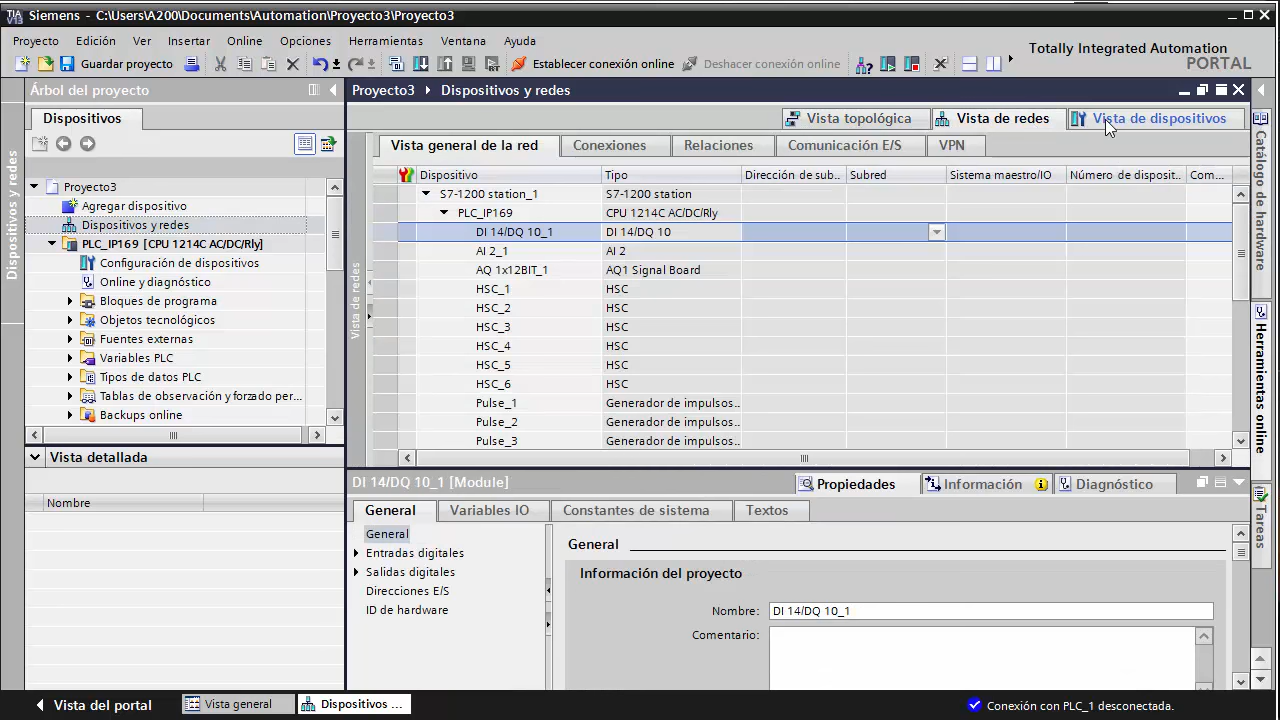 TIA V13 Siemens - C:\Users\A200\Documents\Automation\Proyecto3\Proyecto3
Proyecto Edición Ver Insertar Online Opciones Herramientas Ventana Ayuda
Totally Integrated Automation
PORTAL
Guardar proyecto Establecer conexión online Deshacer conexión online
Árbol del proyecto
Proyecto3 Dispositivos y redes
Dispositivos
Vista topológica Vista de redes Vista de dispositivos
Vista general de la red Conexiones Relaciones Comunicación E/S VPN
Dispositivo Tipo Dirección de sub.. Subred Sistema maestro/IO Número de disposit.. Com...
S7-1200 station_1 S7-1200 station
PLC_IP169 CPU 1214C AC/DC/Rly
DI 14/DQ 10_1 DI 14/DQ 10
AI 2_1 AI 2
AQ 1x12BIT_1 AQ1 Signal Board
HSC_1 HSC
HSC_2 HSC
HSC_3 HSC
HSC_4 HSC
HSC_5 HSC
HSC_6 HSC
Pulse_1 Generador de impulsos..
Pulse_2 Generador de impulsos..
Pulse_3 Generador de impulsos..
Proyecto3
Agregar dispositivo
Dispositivos y redes
PLC_IP169 [CPU 1214C AC/DC/Rly]
Configuración de dispositivos
Online y diagnóstico
Bloques de programa
Objetos tecnológicos
Fuentes externas
Variables PLC
Tipos de datos PLC
Tablas de observación y forzado per...
Backups online
Dispositivos y redes
Vista de redes
Catálogo de hardware
Herramientas online
Tareas
Vista detallada
Nombre
DI 14/DQ 10_1 [Module]
Propiedades Información Diagnóstico
General Variables IO Constantes de sistema Textos
General
Entradas digitales
Salidas digitales
Direcciones E/S
ID de hardware
General
Información del proyecto
Nombre: DI 14/DQ 10_1
Comentario:
Vista del portal Vista general Dispositivos ...
Conexión con PLC_1 desconectada.